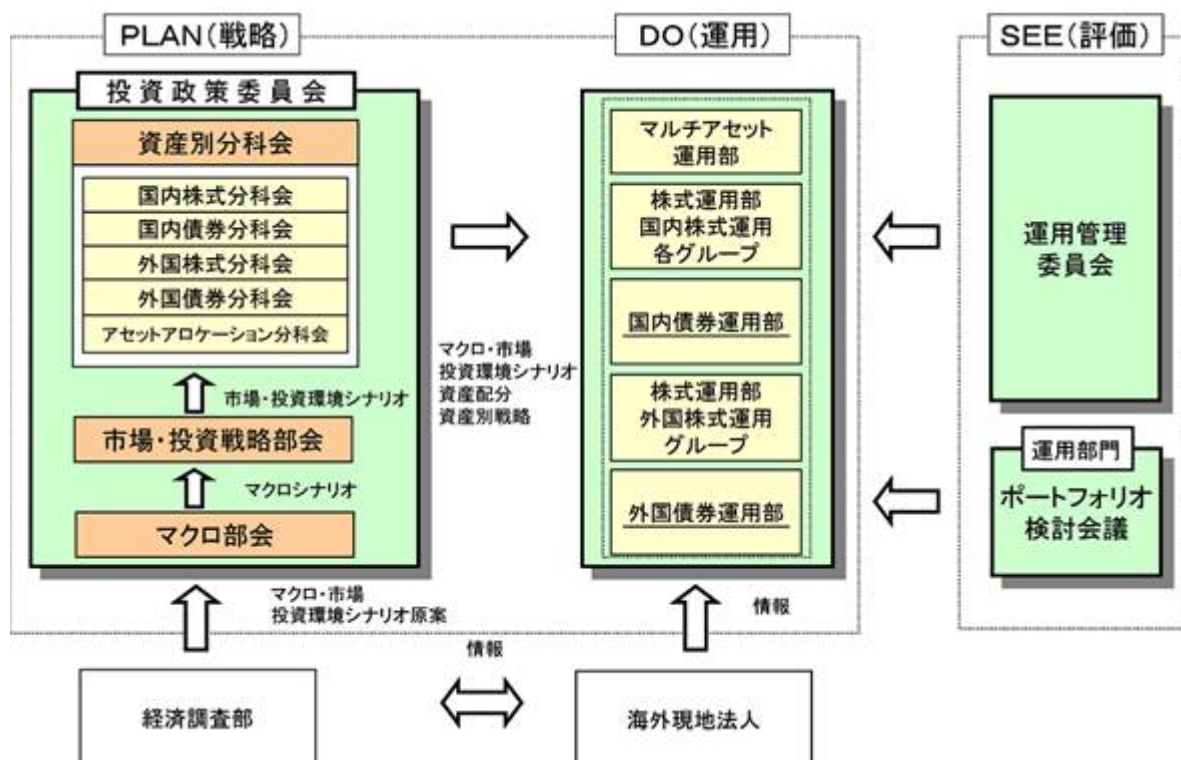 PLAN(戦略)
投資政策委員会
資産別分科会
国内株式分科会
国内債券分科会
外国株式分科会
外国債券分科会
アセットアロケーション分科会
市場・投資環境シナリオ
市場・投資戦略部会
マクロシナリオ
マクロ部会
マクロ・市場
投資環境シナリオ
資産配分
資産別戦略
DO(運用)
マルチアセット
運用部
株式運用部
国内株式運用
各グループ
国内債券運用部
株式運用部
外国株式運用
グループ
外国債券運用部
SEE(評価)
運用管理
委員会
運用部門
ポートフォリオ
検討会議
マクロ・市場
投資環境シナリオ原案
情報
情報
経済調査部
海外現地法人